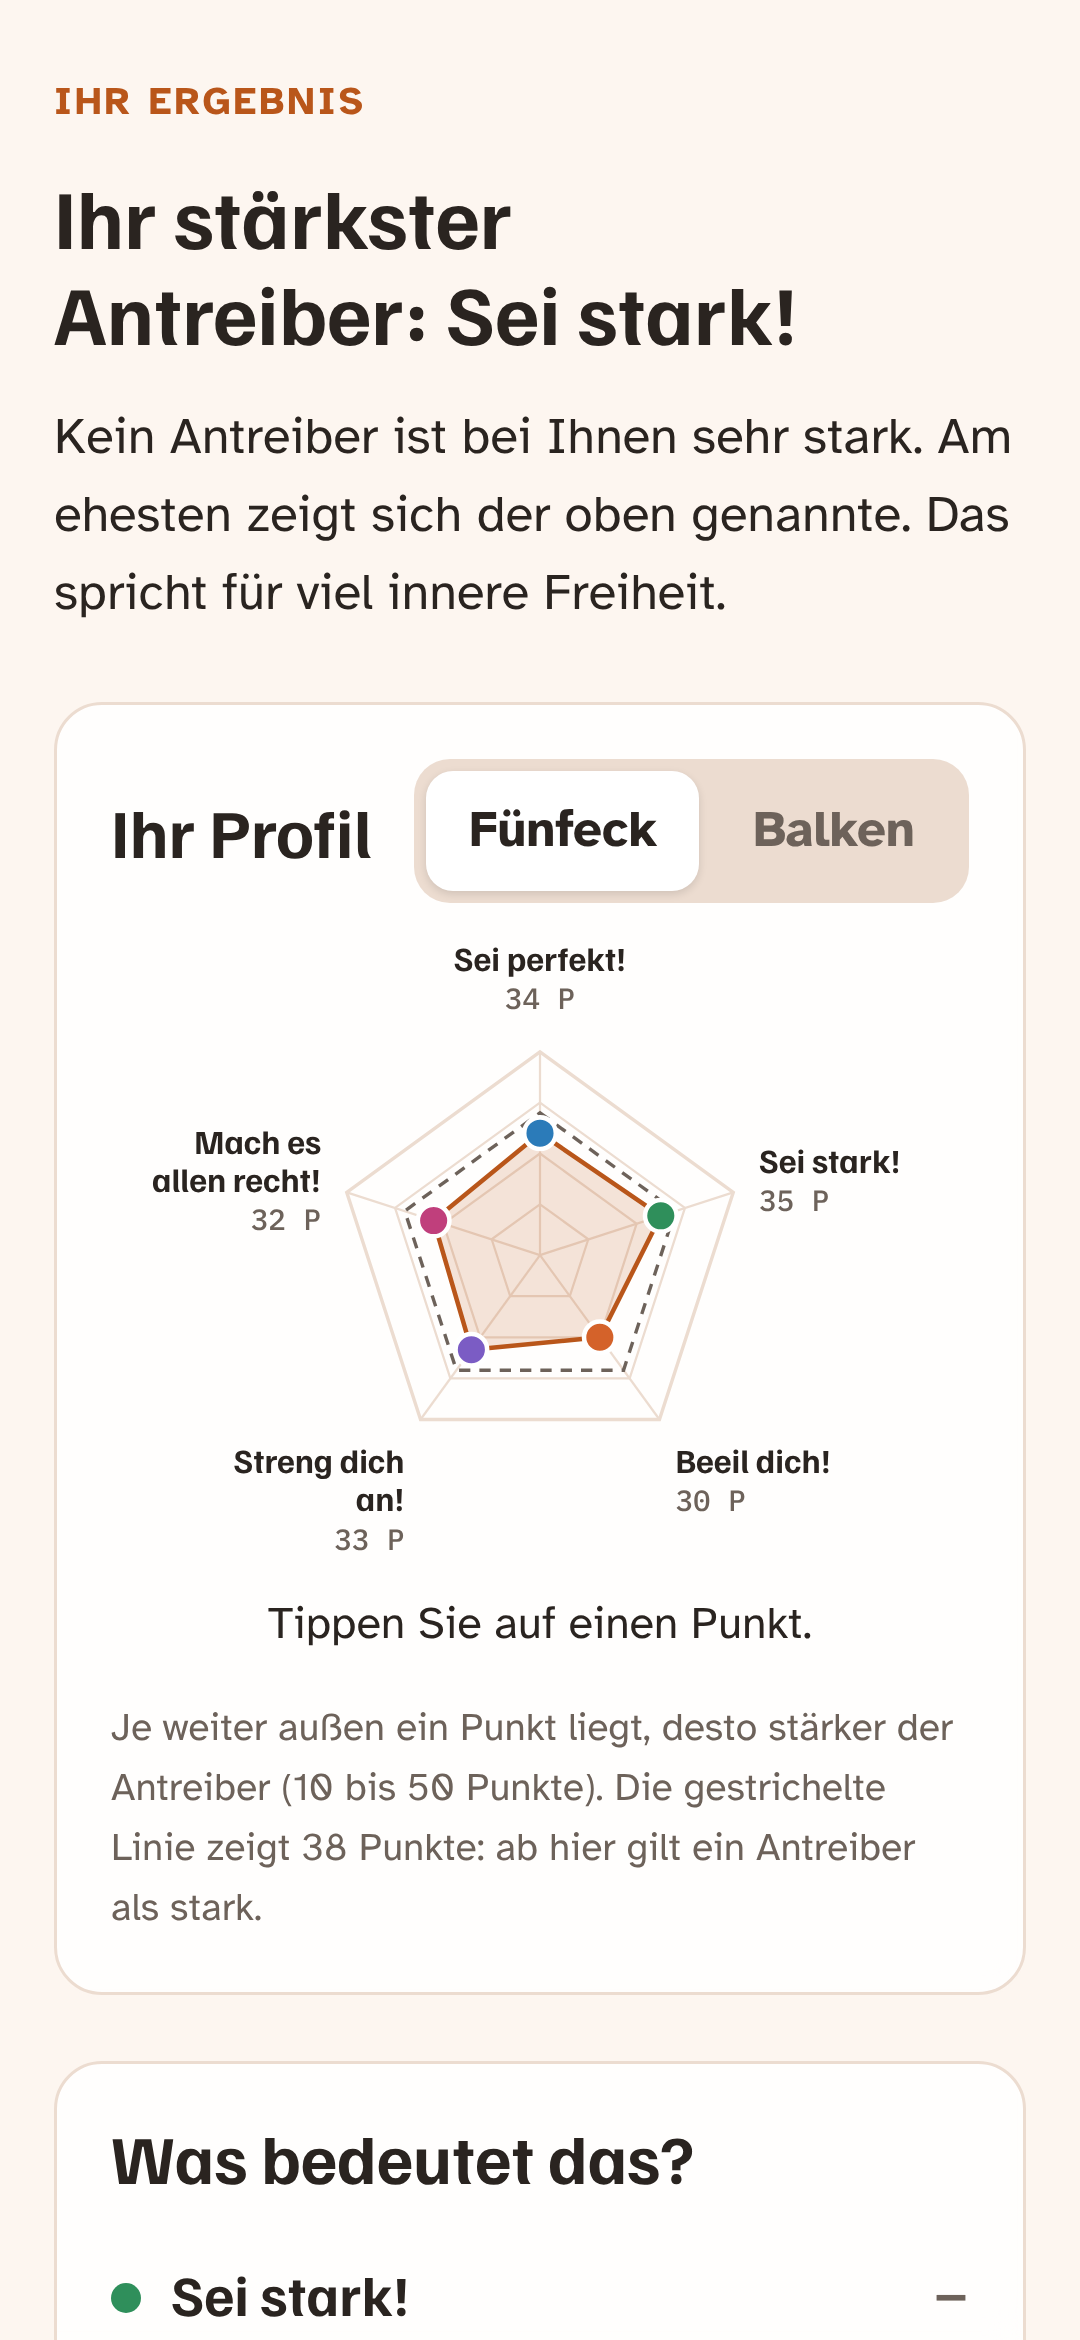 IHR ERGEBNIS
Ihr stärkster
Antreiber: Sei stark!
Kein Antreiber ist bei Ihnen sehr stark. Am
ehesten zeigt sich der oben genannte. Das
spricht für viel innere Freiheit.
Ihr Profil
Fünfeck
Balken
Sei perfekt!
34 P
Mach es
allen recht!
32 P
Sei stark!
35 P
Streng dich
an!
33 P
Beeil dich!
30 P
Tippen Sie auf einen Punkt.
Je weiter außen ein Punkt liegt, desto stärker der
Antreiber (10 bis 50 Punkte). Die gestrichelte
Linie zeigt 38 Punkte: ab hier gilt ein Antreiber
als stark.
Was bedeutet das?
Sei stark!